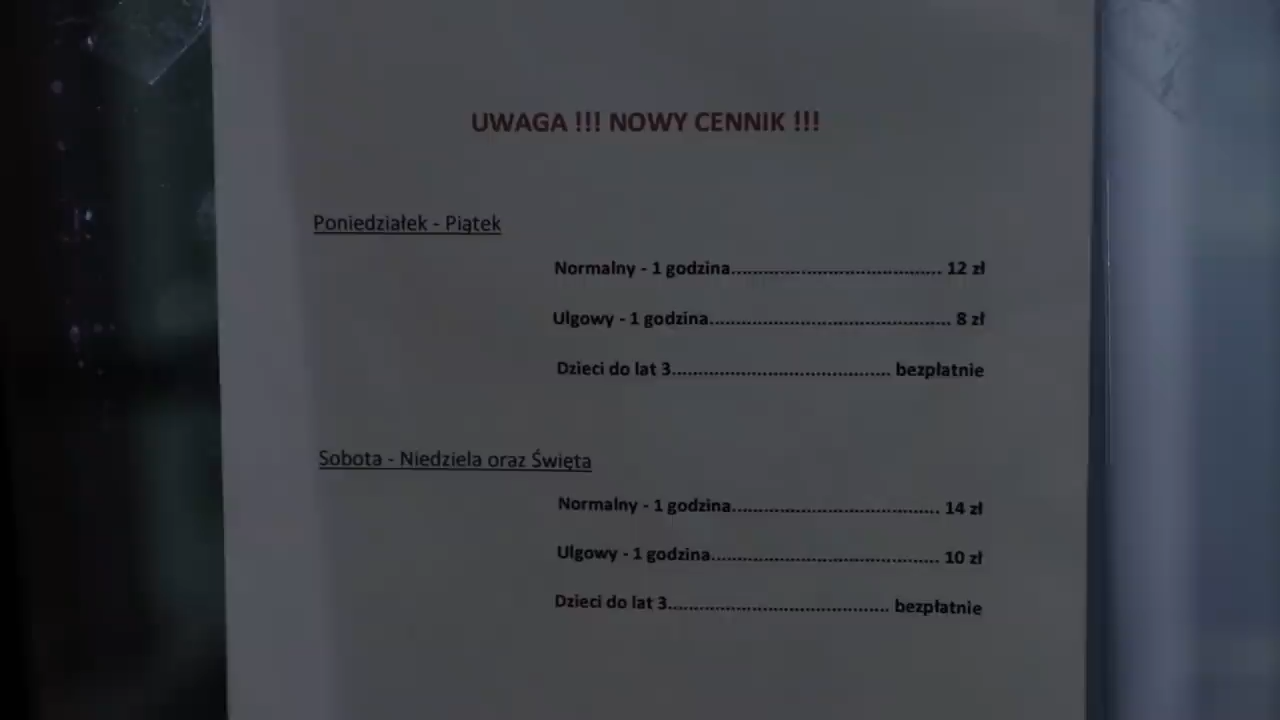 UWAGA !!! NOWY CENNIK !!!
Poniedziałek - Piątek
Normalny - 1 godzina........................................ 12 zł
Ulgowy - 1 godzina.............................................. 8 zł
Dzieci do lat 3.......................................... bezpłatnie
Sobota - Niedziela oraz Święta
Normalny - 1 godzina........................................ 14 zł
Ulgowy - 1 godzina............................................ 10 zł
Dzieci do lat 3.......................................... bezpłatnie